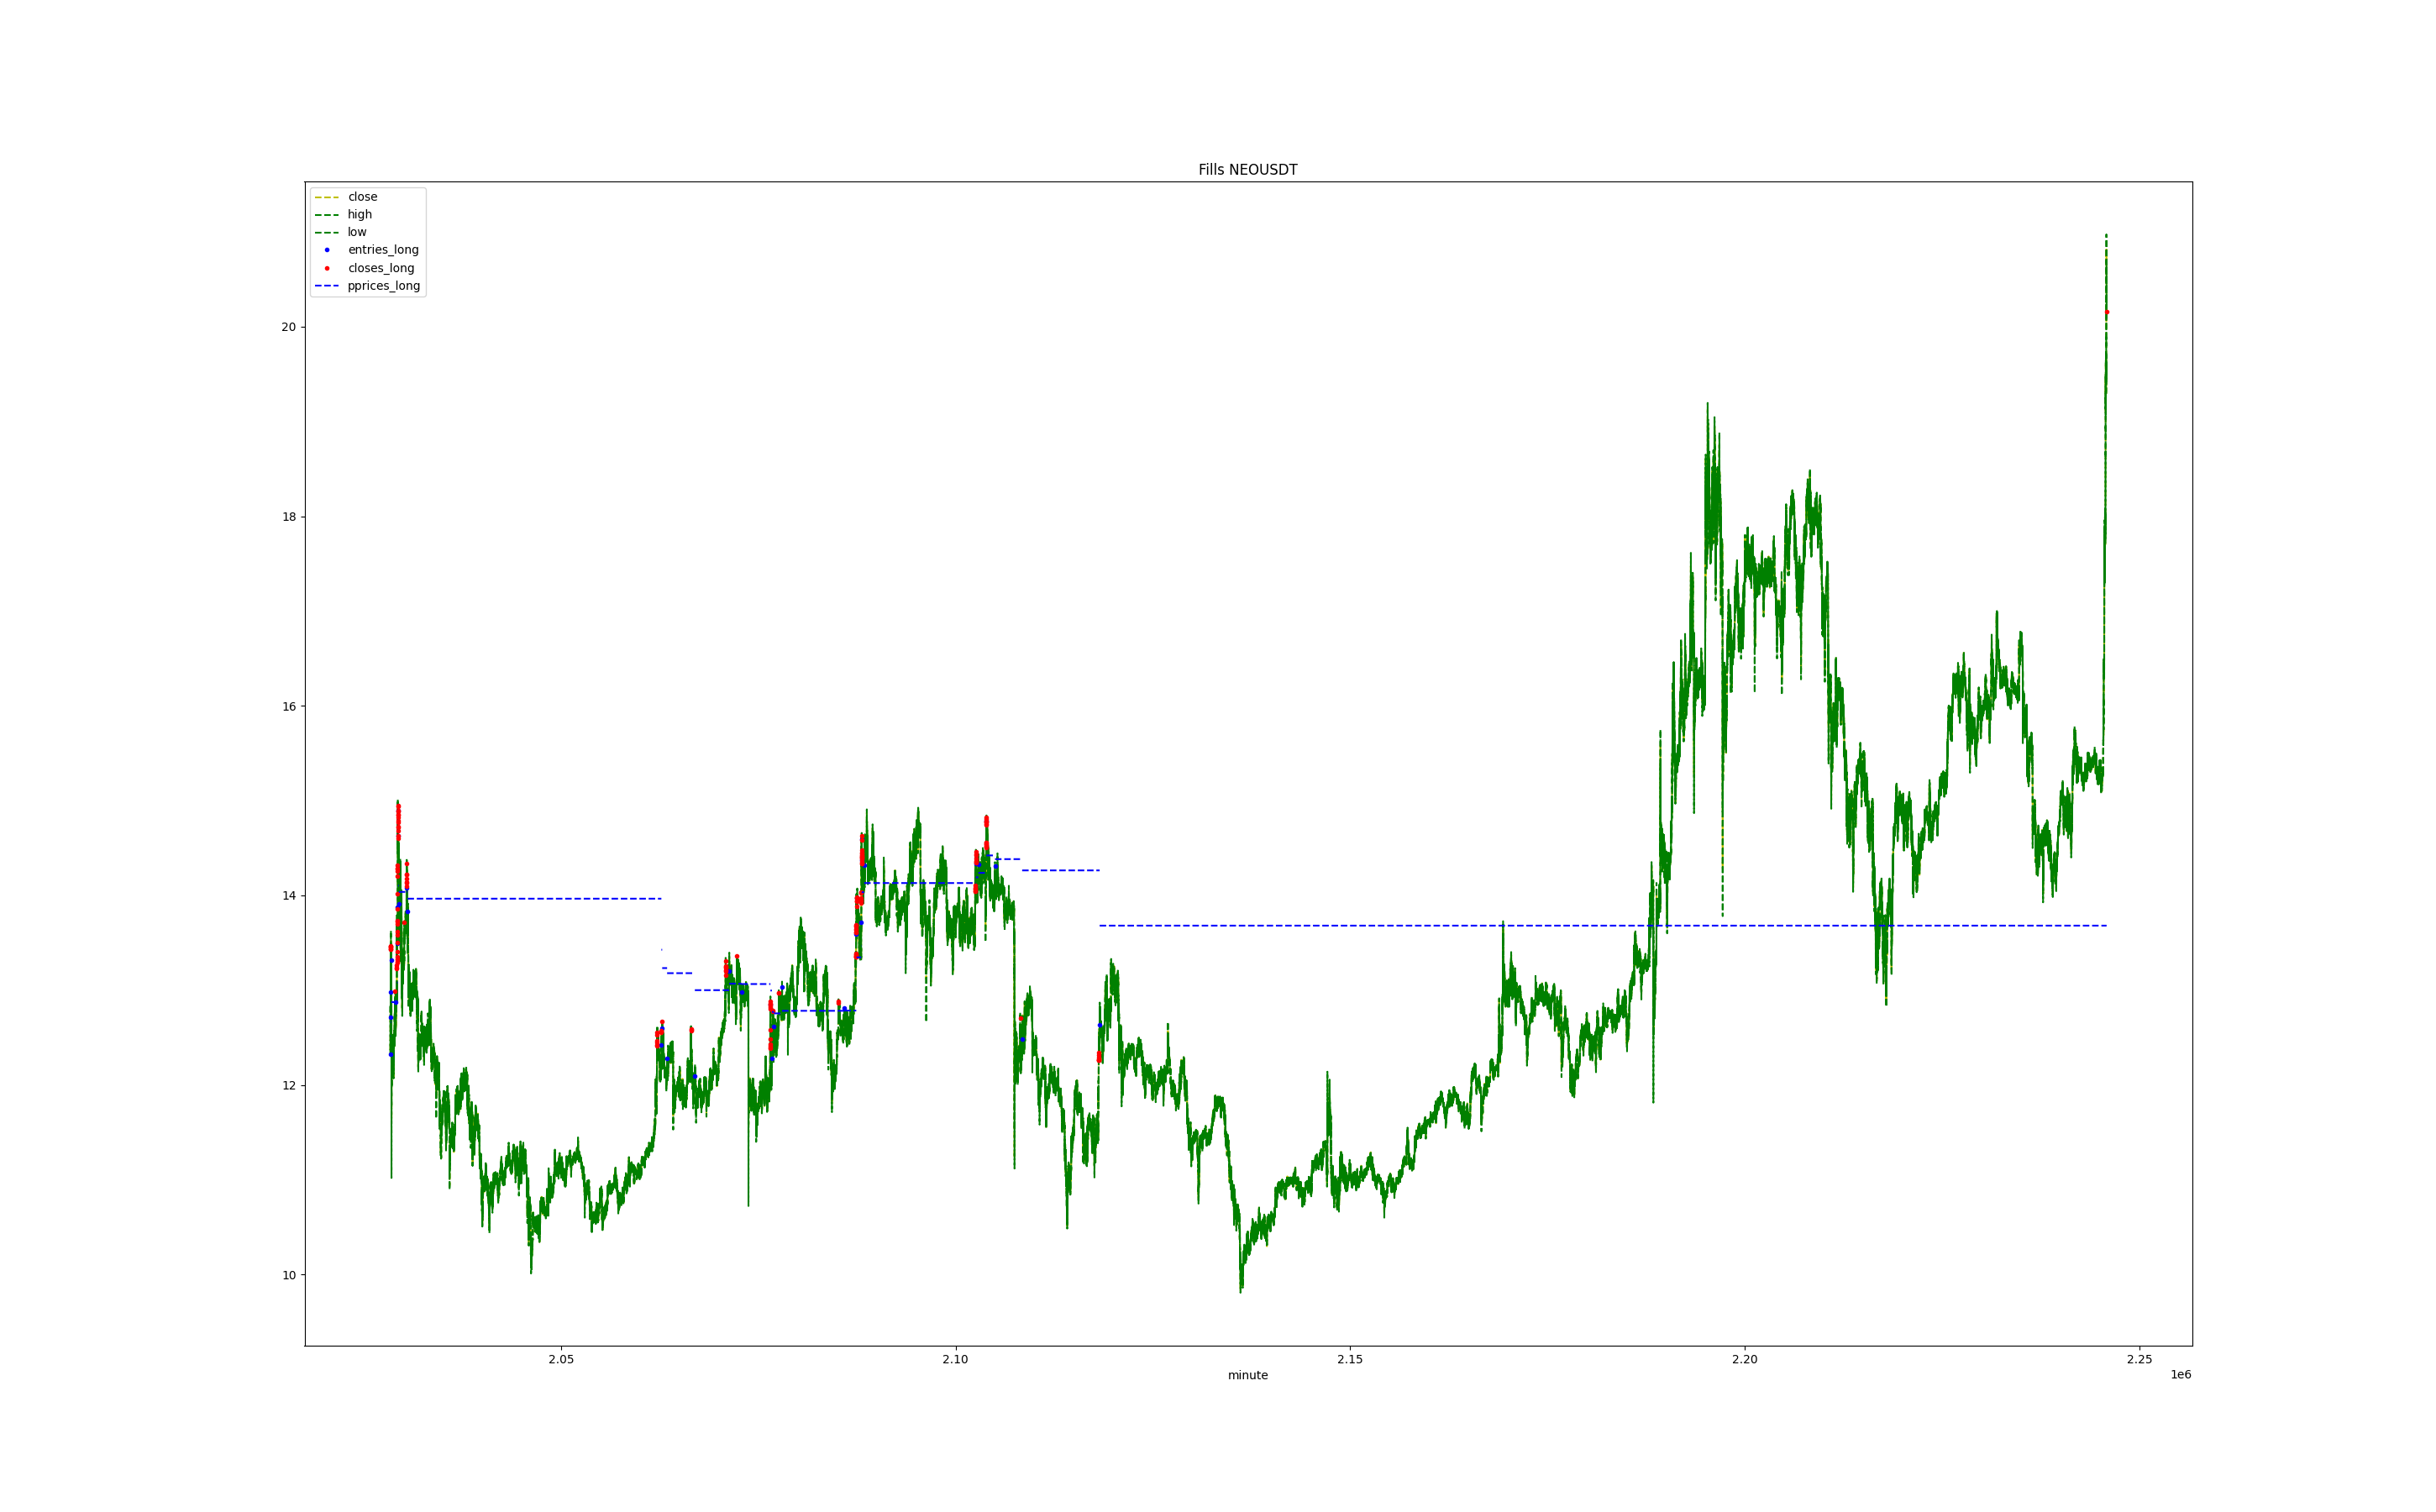 Fills NEOUSDT
close
high
low
entries_long
closes_long
pprices_long
20
18
16
14
12
10
2.05 2.10 2.15 2.20 2.25
minute
1e6